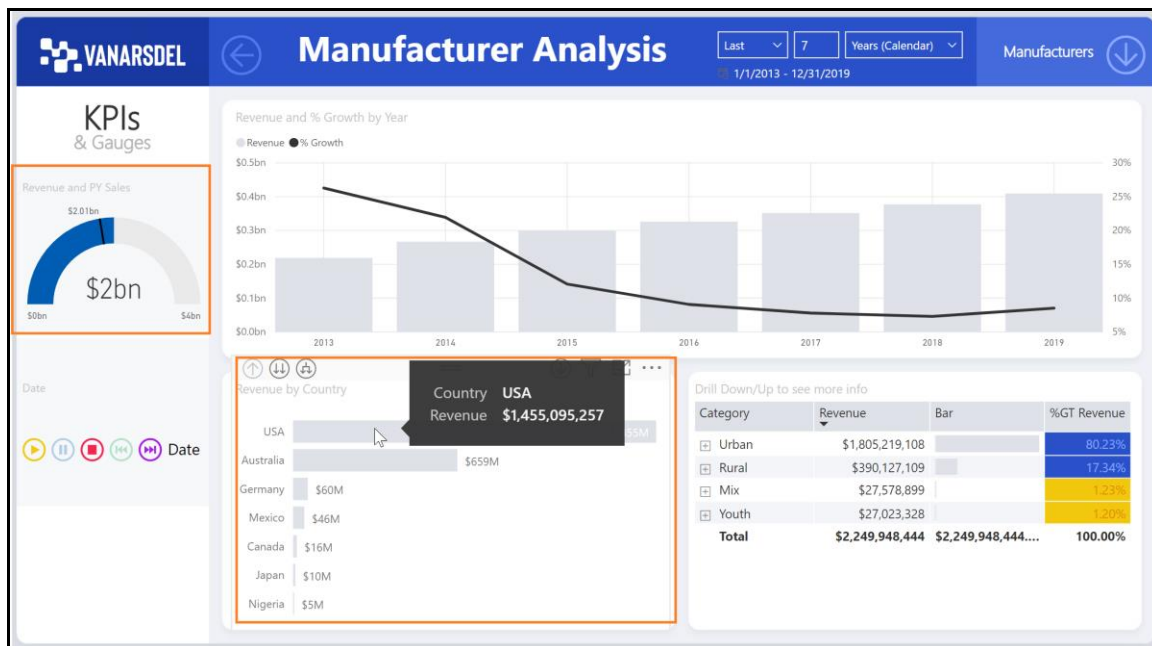 VANARSDEL
Manufacturer Analysis
Last
7
Years (Calendar)
1/1/2013 - 12/31/2019
Manufacturers
KPIs
& Gauges
Revenue and PY Sales
$2.01bn
$2bn
$0bn
$4bn
Date
Date
Revenue and % Growth by Year
Revenue % Growth
$0.5bn
$0.4bn
$0.3bn
$0.2bn
$0.1bn
$0.0bn
30%
25%
20%
15%
10%
5%
2013 2014 2015 2016 2017 2018 2019
Revenue by Country
Country USA
Revenue $1,455,095,257
USA
Australia $659M
Germany $60M
Mexico $46M
Canada $16M
Japan $10M
Nigeria $5M
Drill Down/Up to see more info
Category Revenue Bar %GT Revenue
Urban $1,805,219,108 80.23%
Rural $390,127,109 17.34%
Mix $27,578,899 1.23%
Youth $27,023,328 1.20%
Total $2,249,948,444 $2,249,948,444.... 100.00%